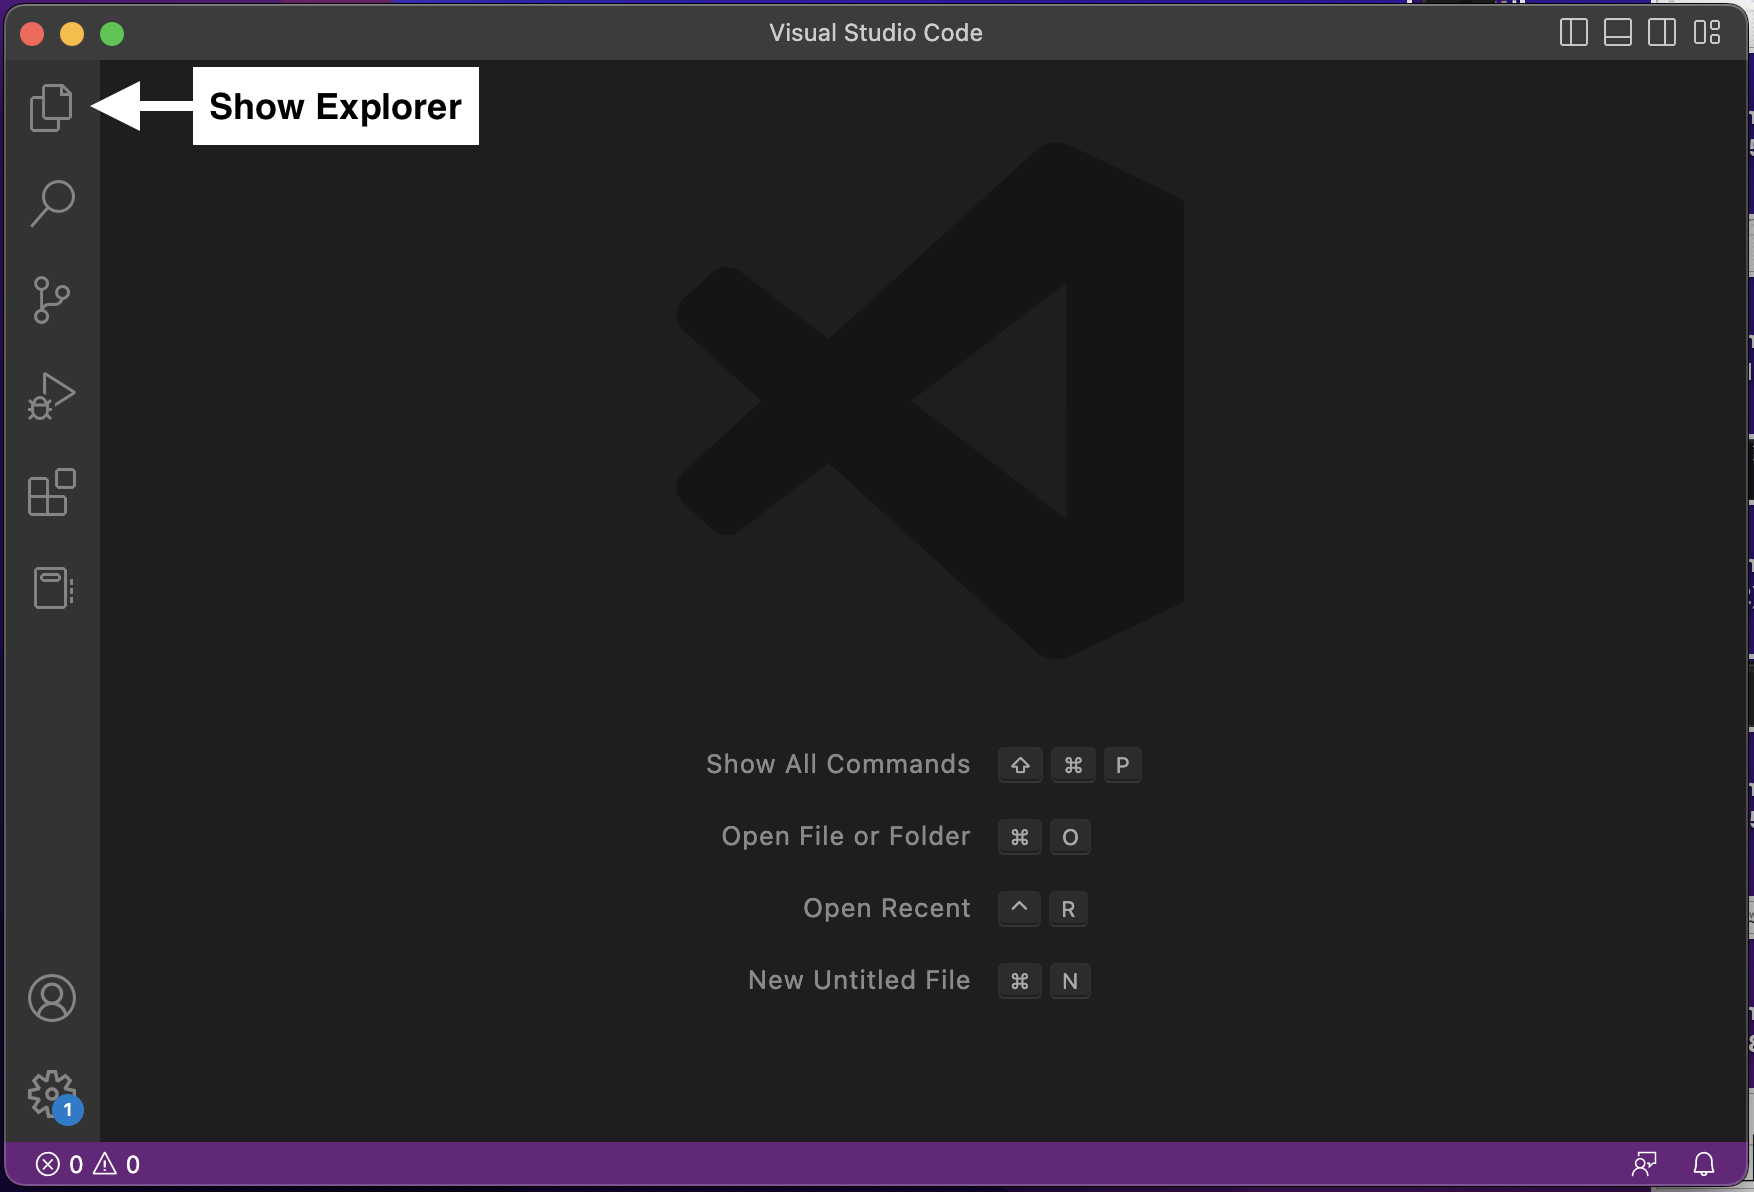 Visual Studio Code
Show Explorer
Show All Commands ⇧ ⌘ P
Open File or Folder ⌘ O
Open Recent ^ R
New Untitled File ⌘ N
1
0 0